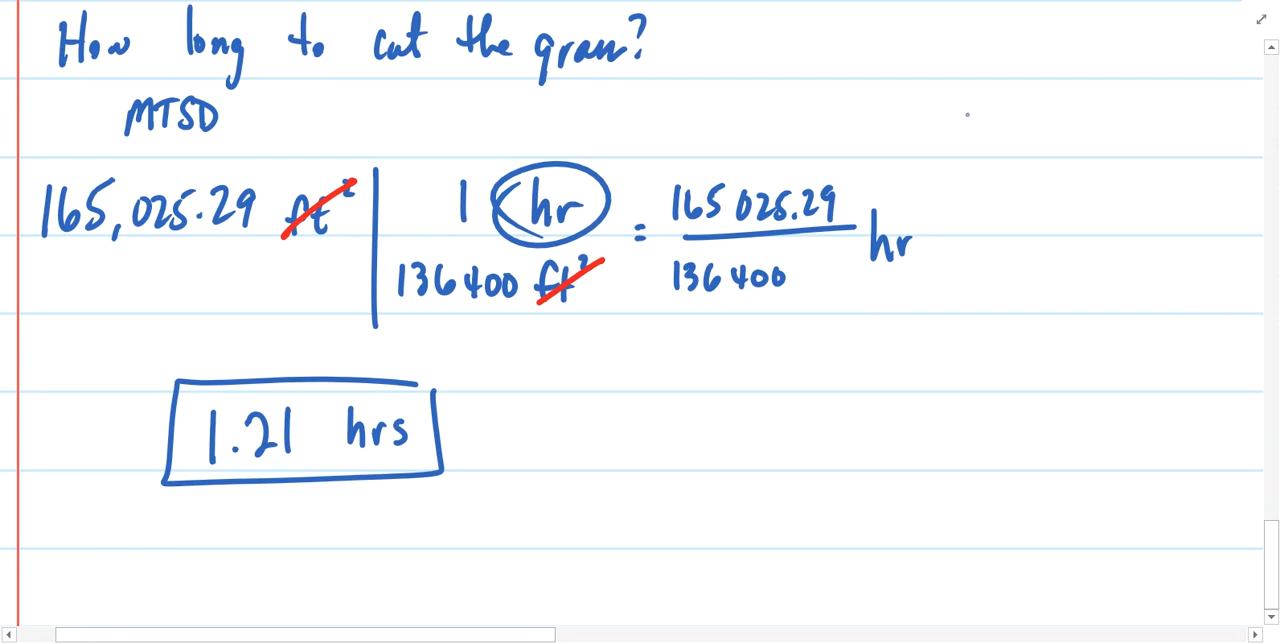 How long to cut the grass?
MTSD
165,025.29 ft² | 1 hr = 165 025.29 hr
136400 ft² 136 400
1.21 hrs